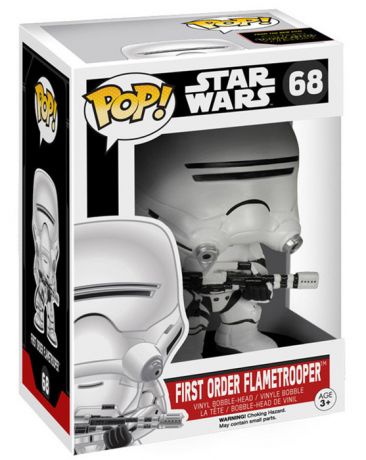 POP!
STAR
WARS
68
POP!
FIRST ORDER FLAMETROOPER™
VINYL BOBBLE-HEAD / VINYLE BOBBLE
LA TÊTE / BOBBLE-HEAD DE VINIL
WARNING: Choking Hazard.
May contain small parts.
AGE
3+
FIRST ORDER FLAMETROOPER
68